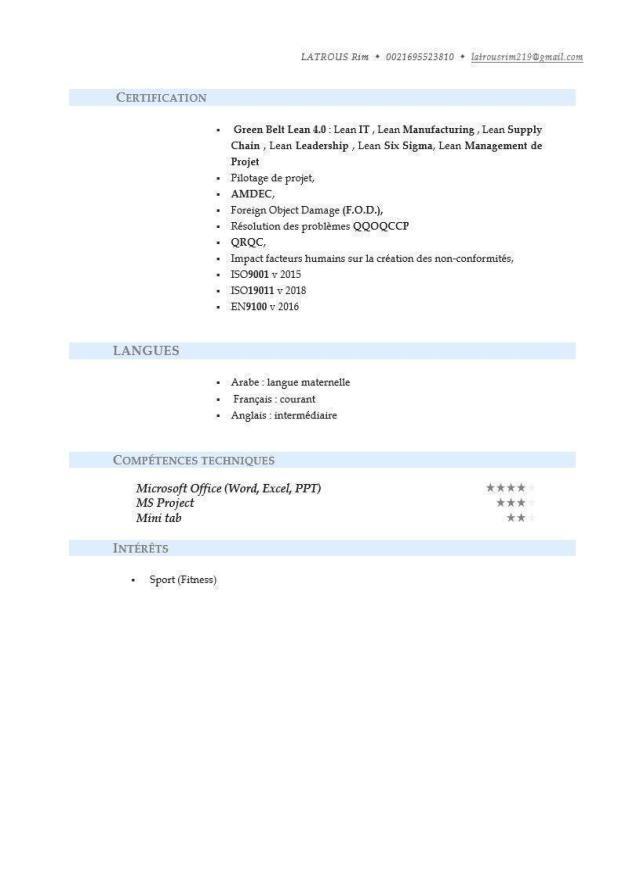 LATROUS Rim ✦ 0021695523810 ✦ latrousrim219@gmail.com
CERTIFICATION
▪ Green Belt Lean 4.0 : Lean IT , Lean Manufacturing , Lean Supply
Chain , Lean Leadership , Lean Six Sigma, Lean Management de
Projet
▪ Pilotage de projet,
▪ AMDEC,
▪ Foreign Object Damage (F.O.D.),
▪ Résolution des problèmes QQOQCCP
▪ QRQC,
▪ Impact facteurs humains sur la création des non-conformités,
▪ ISO9001 v 2015
▪ ISO19011 v 2018
▪ EN9100 v 2016
LANGUES
▪ Arabe : langue maternelle
▪ Français : courant
▪ Anglais : intermédiaire
COMPÉTENCES TECHNIQUES
Microsoft Office (Word, Excel, PPT) ★★★★
MS Project ★★★
Mini tab ★★
INTÉRÊTS
▪ Sport (Fitness)